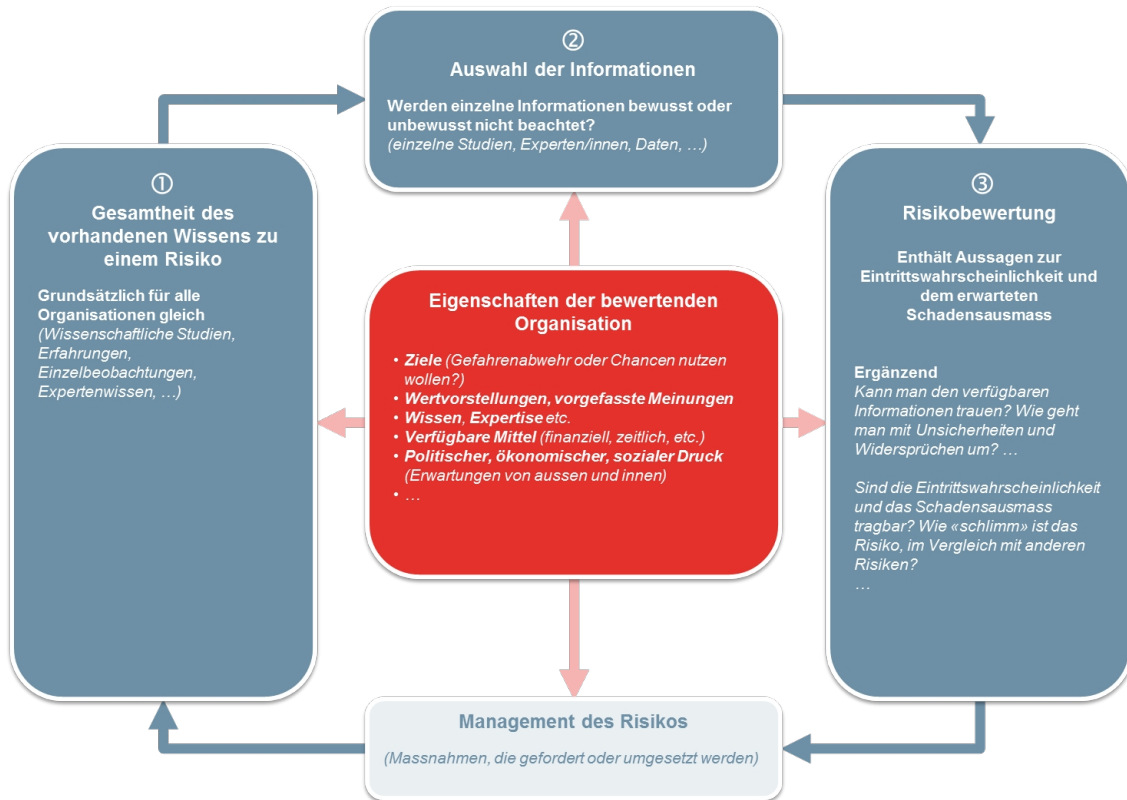 ①
Gesamtheit des
vorhandenen Wissens zu
einem Risiko
Grundsätzlich für alle
Organisationen gleich
(Wissenschaftliche Studien,
Erfahrungen,
Einzelbeobachtungen,
Expertenwissen, …)
②
Auswahl der Informationen
Werden einzelne Informationen bewusst oder
unbewusst nicht beachtet?
(einzelne Studien, Experten/innen, Daten, …)
③
Risikobewertung
Enthält Aussagen zur
Eintrittswahrscheinlichkeit und
dem erwarteten
Schadensausmass
Ergänzend
Kann man den verfügbaren
Informationen trauen? Wie geht
man mit Unsicherheiten und
Widersprüchen um? …
Sind die Eintrittswahrscheinlichkeit
und das Schadensausmass
tragbar? Wie «schlimm» ist das
Risiko, im Vergleich mit anderen
Risiken?
…
Eigenschaften der bewertenden
Organisation
• Ziele (Gefahrenabwehr oder Chancen nutzen
wollen?)
• Wertvorstellungen, vorgefasste Meinungen
• Wissen, Expertise etc.
• Verfügbare Mittel (finanziell, zeitlich, etc.)
• Politischer, ökonomischer, sozialer Druck
(Erwartungen von aussen und innen)
• …
Management des Risikos
(Massnahmen, die gefordert oder umgesetzt werden)